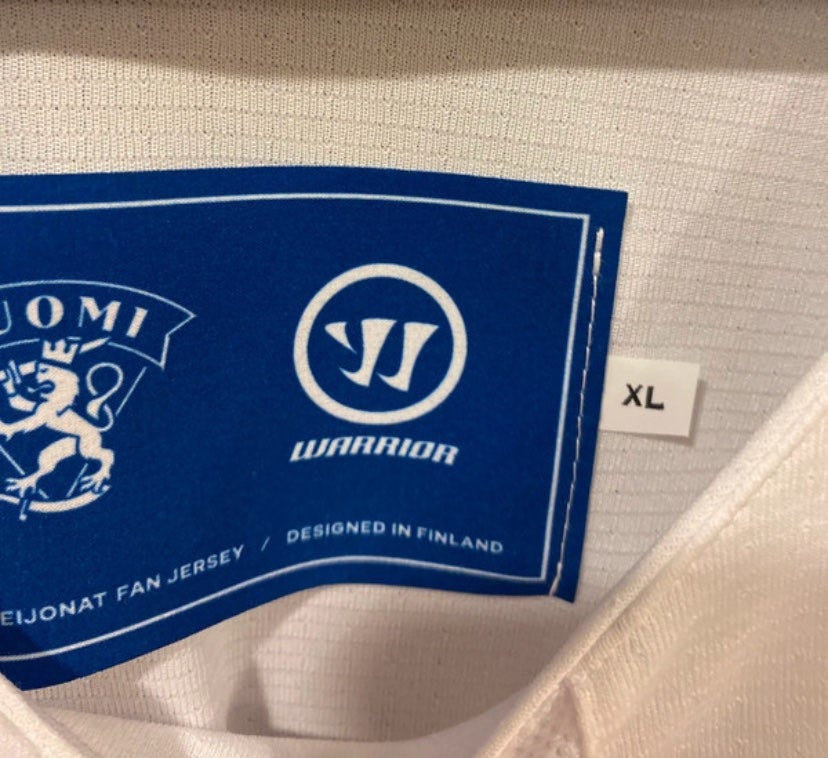 UOMI
WARRIOR
XL
EIJONAT FAN JERSEY / DESIGNED IN FINLAND